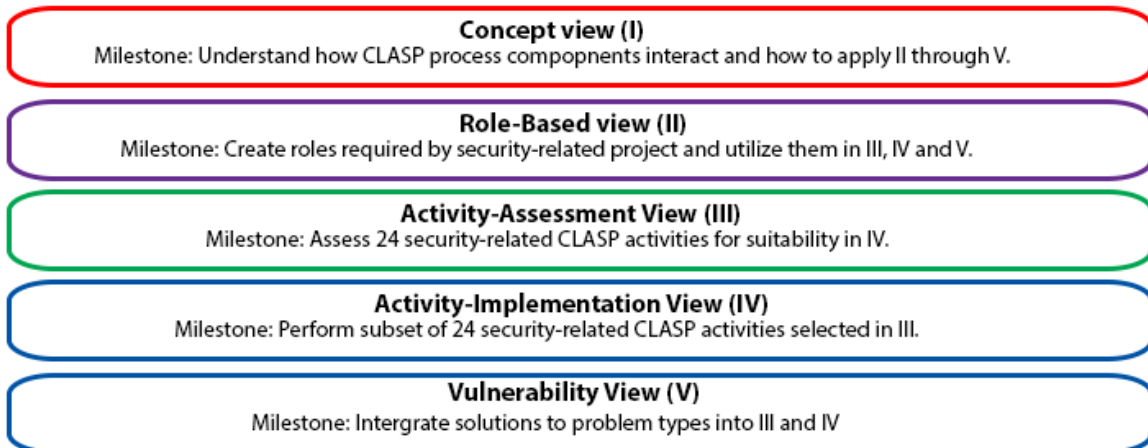 Concept view (I)
Milestone: Understand how CLASP process compopnents interact and how to apply II through V.
Role-Based view (II)
Milestone: Create roles required by security-related project and utilize them in III, IV and V.
Activity-Assessment View (III)
Milestone: Assess 24 security-related CLASP activities for suitability in IV.
Activity-Implementation View (IV)
Milestone: Perform subset of 24 security-related CLASP activities selected in III.
Vulnerability View (V)
Milestone: Intergrate solutions to problem types into III and IV